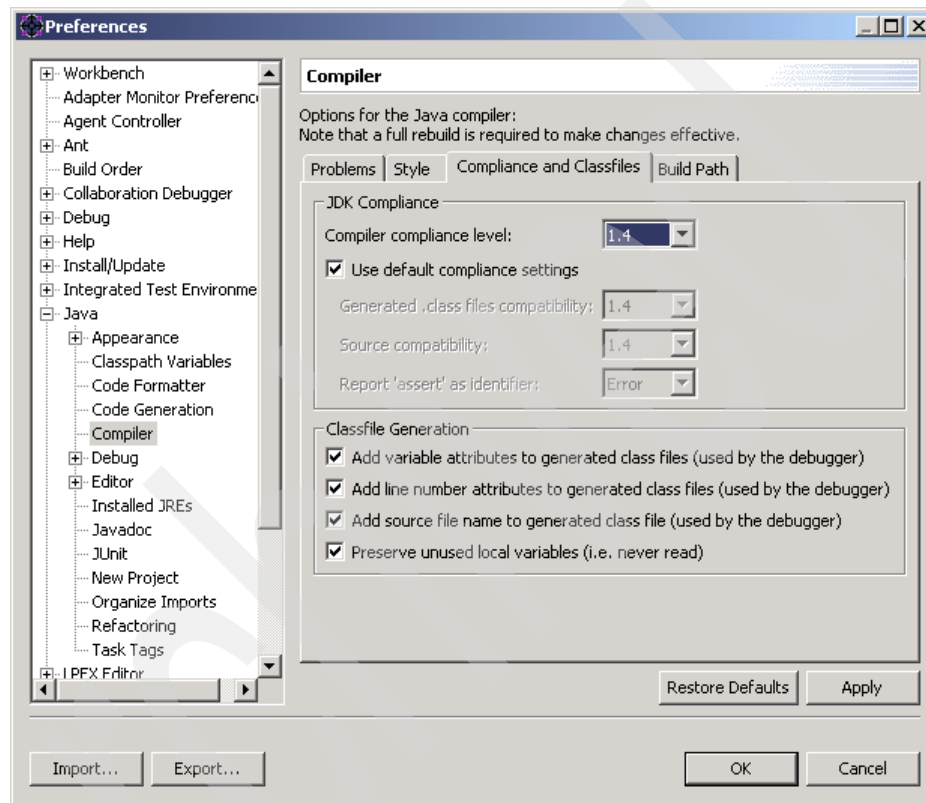 Preferences
Workbench
Adapter Monitor Preferenc
Agent Controller
Ant
Build Order
Collaboration Debugger
Debug
Help
Install/Update
Integrated Test Environme
Java
Appearance
Classpath Variables
Code Formatter
Code Generation
Compiler
Debug
Editor
Installed JREs
Javadoc
JUnit
New Project
Organize Imports
Refactoring
Task Tags
LPEX Editor
Compiler
Options for the Java compiler:
Note that a full rebuild is required to make changes effective.
Problems Style Compliance and Classfiles Build Path
JDK Compliance
Compiler compliance level: 1.4
Use default compliance settings
Generated .class files compatibility: 1.4
Source compatibility: 1.4
Report 'assert' as identifier: Error
Classfile Generation
Add variable attributes to generated class files (used by the debugger)
Add line number attributes to generated class files (used by the debugger)
Add source file name to generated class file (used by the debugger)
Preserve unused local variables (i.e. never read)
Restore Defaults Apply
Import... Export... OK Cancel